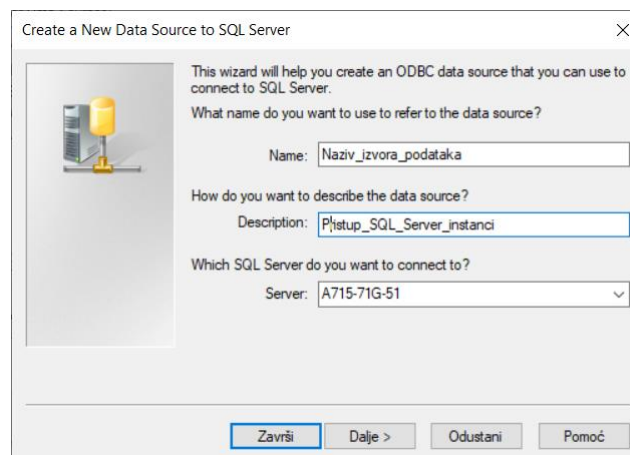 Create a New Data Source to SQL Server
This wizard will help you create an ODBC data source that you can use to
connect to SQL Server.
What name do you want to use to refer to the data source?
Name: Naziv_izvora_podataka
How do you want to describe the data source?
Description: Pristup_SQL_Server_instanci
Which SQL Server do you want to connect to?
Server: A715-71G-51
Završi Dalje > Odustani Pomoć